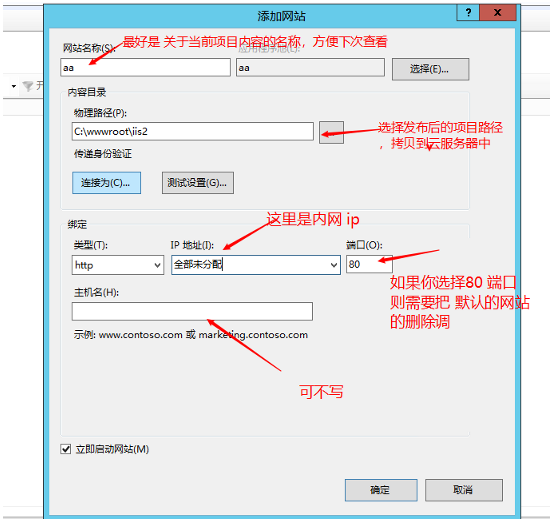 添加网站
网站名称(S):
最好是 关于当前项目内容的名称，方便下次查看
aa
aa
选择(E)...
开
内容目录
物理路径(P):
C:\wwwroot\iis2
选择发布后的项目路径
，拷贝到云服务器中
传递身份验证
连接为(C)...
测试设置(G)...
这里是内网 ip
绑定
类型(T):
IP 地址(I):
端口(O):
http
全部未分配
80
如果你选择80 端口
则需要把 默认的网站
的删除调
主机名(H):
示例: www.contoso.com 或 marketing.contoso.com
可不写
立即启动网站(M)
确定
取消